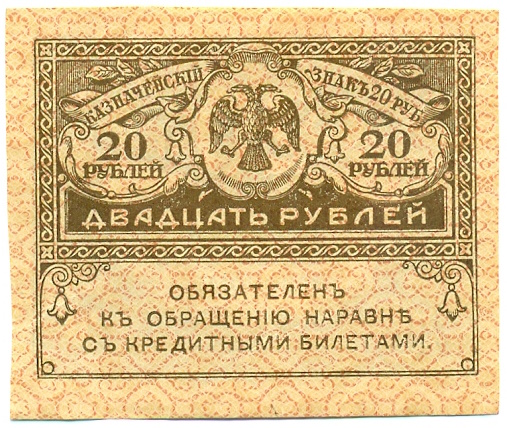 КАЗНАЧЕЙСКІЙ ЗНАКЪ 20 РУБ.
20 РУБЛЕЙ
20 РУБЛЕЙ
ДВАДЦАТЬ РУБЛЕЙ
ОБЯЗАТЕЛЕНЪ
КЪ ОБРАЩЕНІЮ НАРАВНѢ
СЪ КРЕДИТНЫМИ БИЛЕТАМИ.